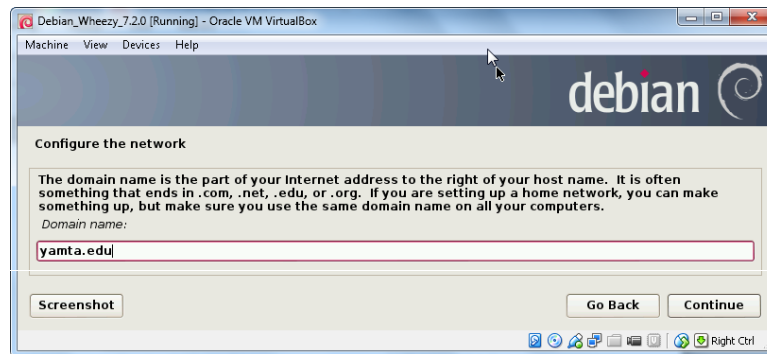 Debian_Wheezy_7.2.0 [Running] - Oracle VM VirtualBox
Machine View Devices Help
debian
Configure the network
The domain name is the part of your Internet address to the right of your host name. It is often
something that ends in .com, .net, .edu, or .org. If you are setting up a home network, you can make
something up, but make sure you use the same domain name on all your computers.
Domain name:
yamta.edu
Screenshot Go Back Continue
Right Ctrl